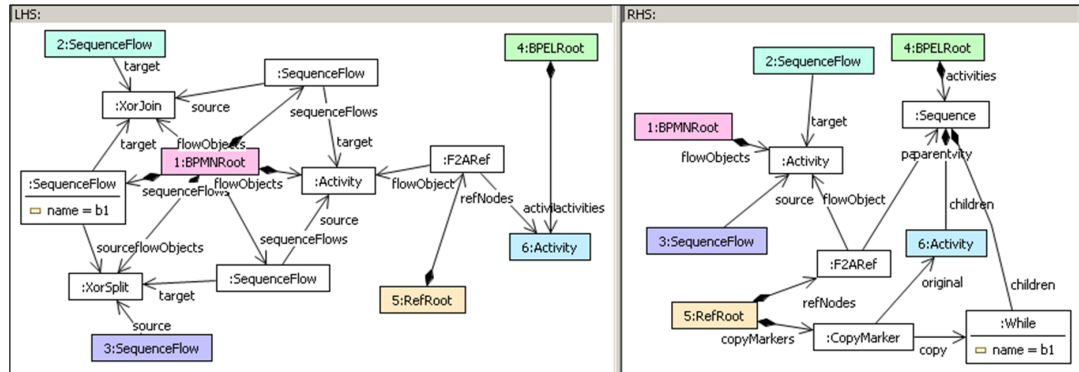 LHS:
2:SequenceFlow
4:BPELRoot
target
:SequenceFlow
:XorJoin
source
sequenceFlows
target
flowObjects
target
1:BPMNRoot
:F2ARef
:SequenceFlow
sequenceFlows
flowObjects
:Activity
flowObject
refNodes
name = b1
source
activities
sourceflowObjects
sequenceFlows
6:Activity
:XorSplit
target
:SequenceFlow
5:RefRoot
source
3:SequenceFlow
RHS:
4:BPELRoot
2:SequenceFlow
activities
target
:Sequence
1:BPMNRoot
flowObjects
:Activity
source
flowObject
children
3:SequenceFlow
6:Activity
:F2ARef
original
children
refNodes
5:RefRoot
:While
copyMarkers
:CopyMarker
copy
name = b1